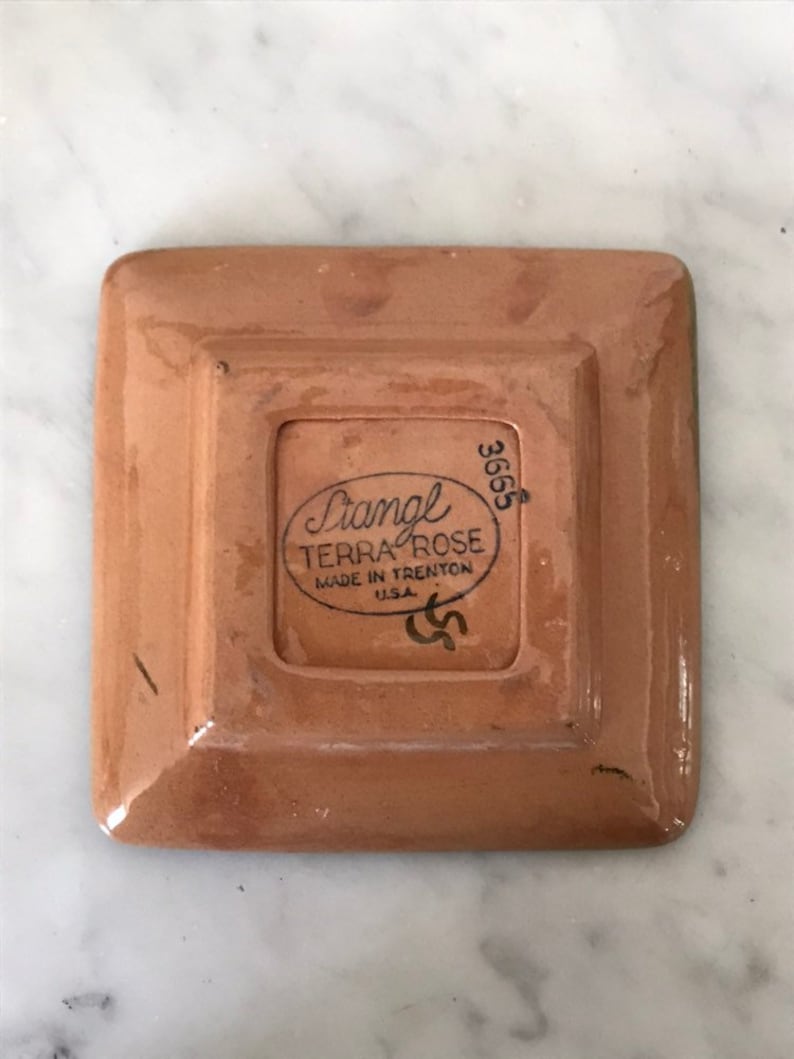 3665
Stangl
TERRA ROSE
MADE IN TRENTON
U.S.A.